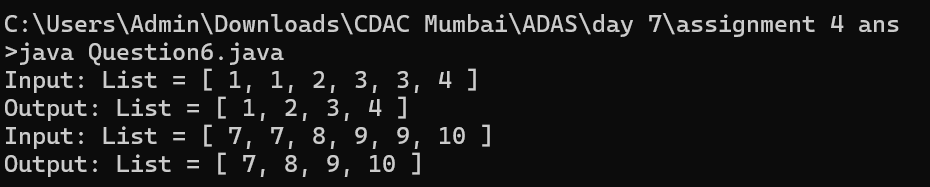 C:\Users\Admin\Downloads\CDAC Mumbai\ADAS\day 7\assignment 4 ans
>java Question6.java
Input: List = [ 1, 1, 2, 3, 3, 4 ]
Output: List = [ 1, 2, 3, 4 ]
Input: List = [ 7, 7, 8, 9, 9, 10 ]
Output: List = [ 7, 8, 9, 10 ]